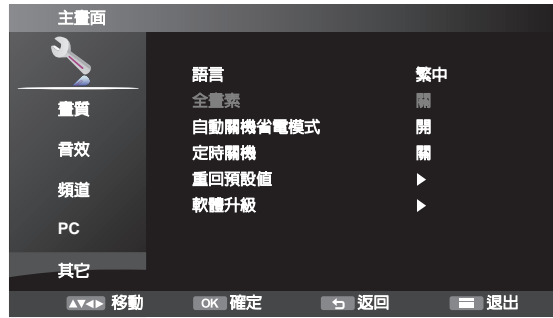 主畫面
語言 繁中
全畫素 關
自動關機省電模式 開
定時關機 關
重回預設值
軟體升級
畫質
音效
頻道
PC
其它
移動 OK 確定 返回 退出